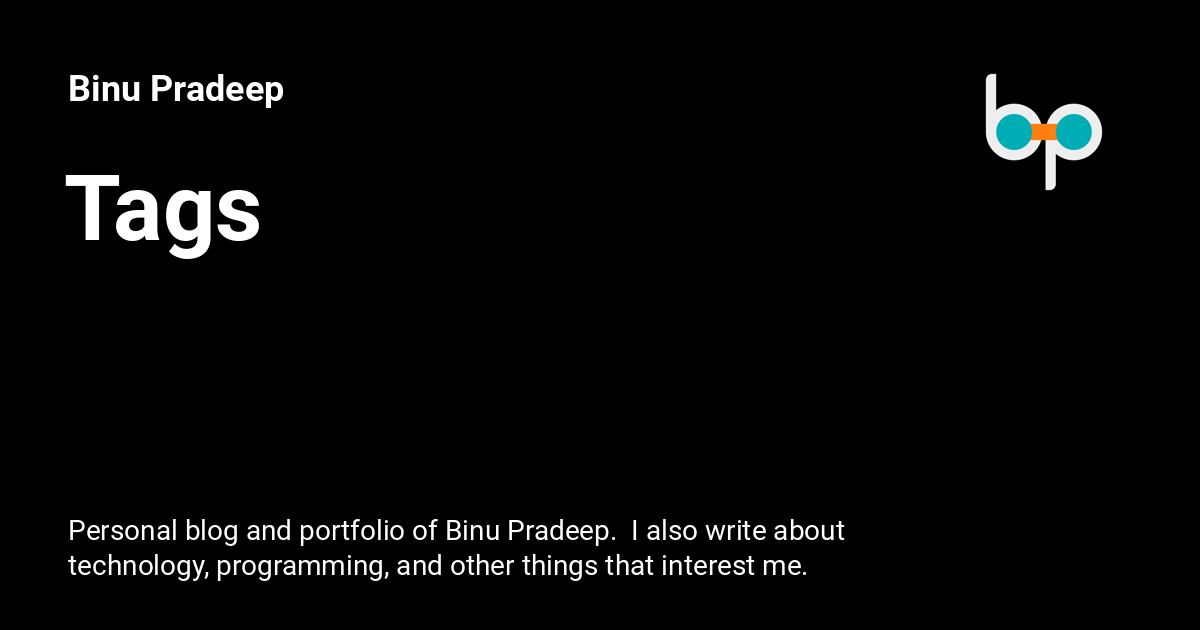 Binu Pradeep
bp
Tags
Personal blog and portfolio of Binu Pradeep.  I also write about
technology, programming, and other things that interest me.